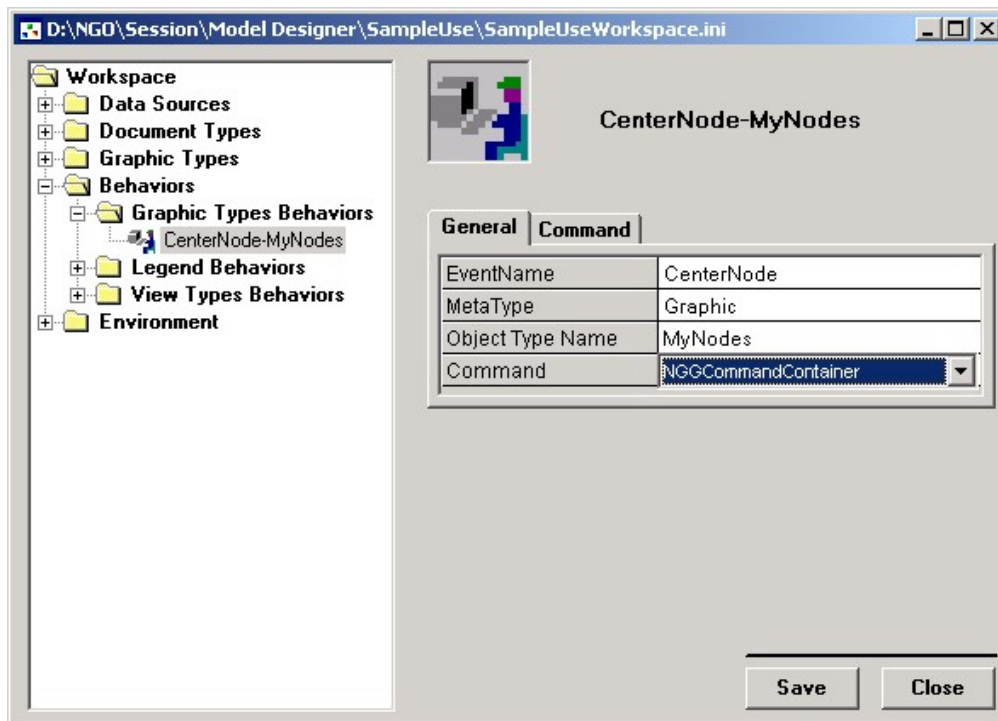 D:\NGO\Session\Model Designer\SampleUse\SampleUseWorkspace.ini
Workspace
Data Sources
Document Types
Graphic Types
Behaviors
Graphic Types Behaviors
CenterNode-MyNodes
Legend Behaviors
View Types Behaviors
Environment
CenterNode-MyNodes
General Command
EventName CenterNode
MetaType Graphic
Object Type Name MyNodes
Command NGGCommandContainer
Save Close